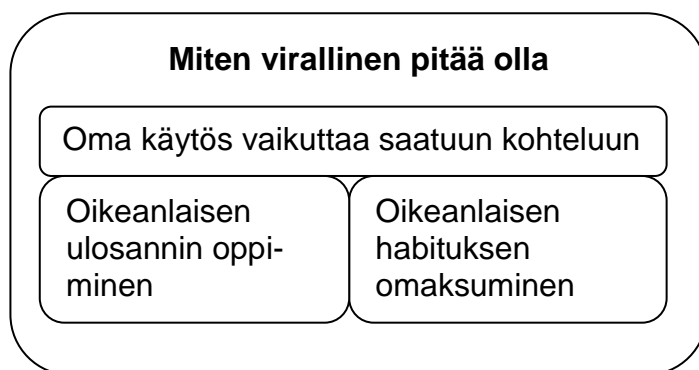 Miten virallinen pitää olla
Oma käytös vaikuttaa saatuun kohteluun
Oikeanlaisen
ulosannin oppi-
minen
Oikeanlaisen
habituksen
omaksuminen